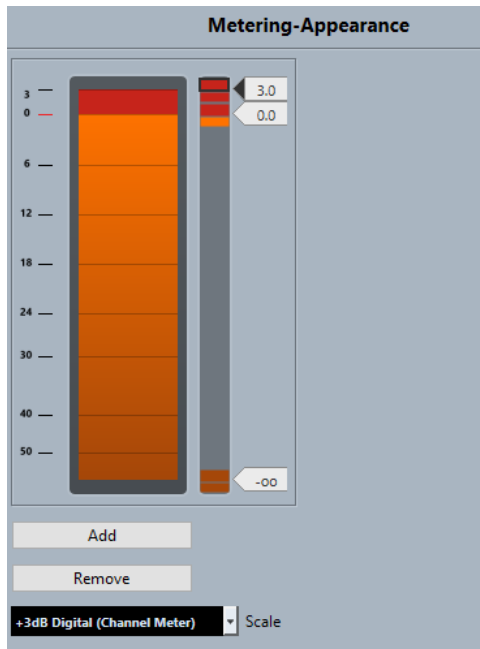 Metering-Appearance
3
0
6
12
18
24
30
40
50
3.0
0.0
-oo
Add
Remove
+3dB Digital (Channel Meter)
Scale